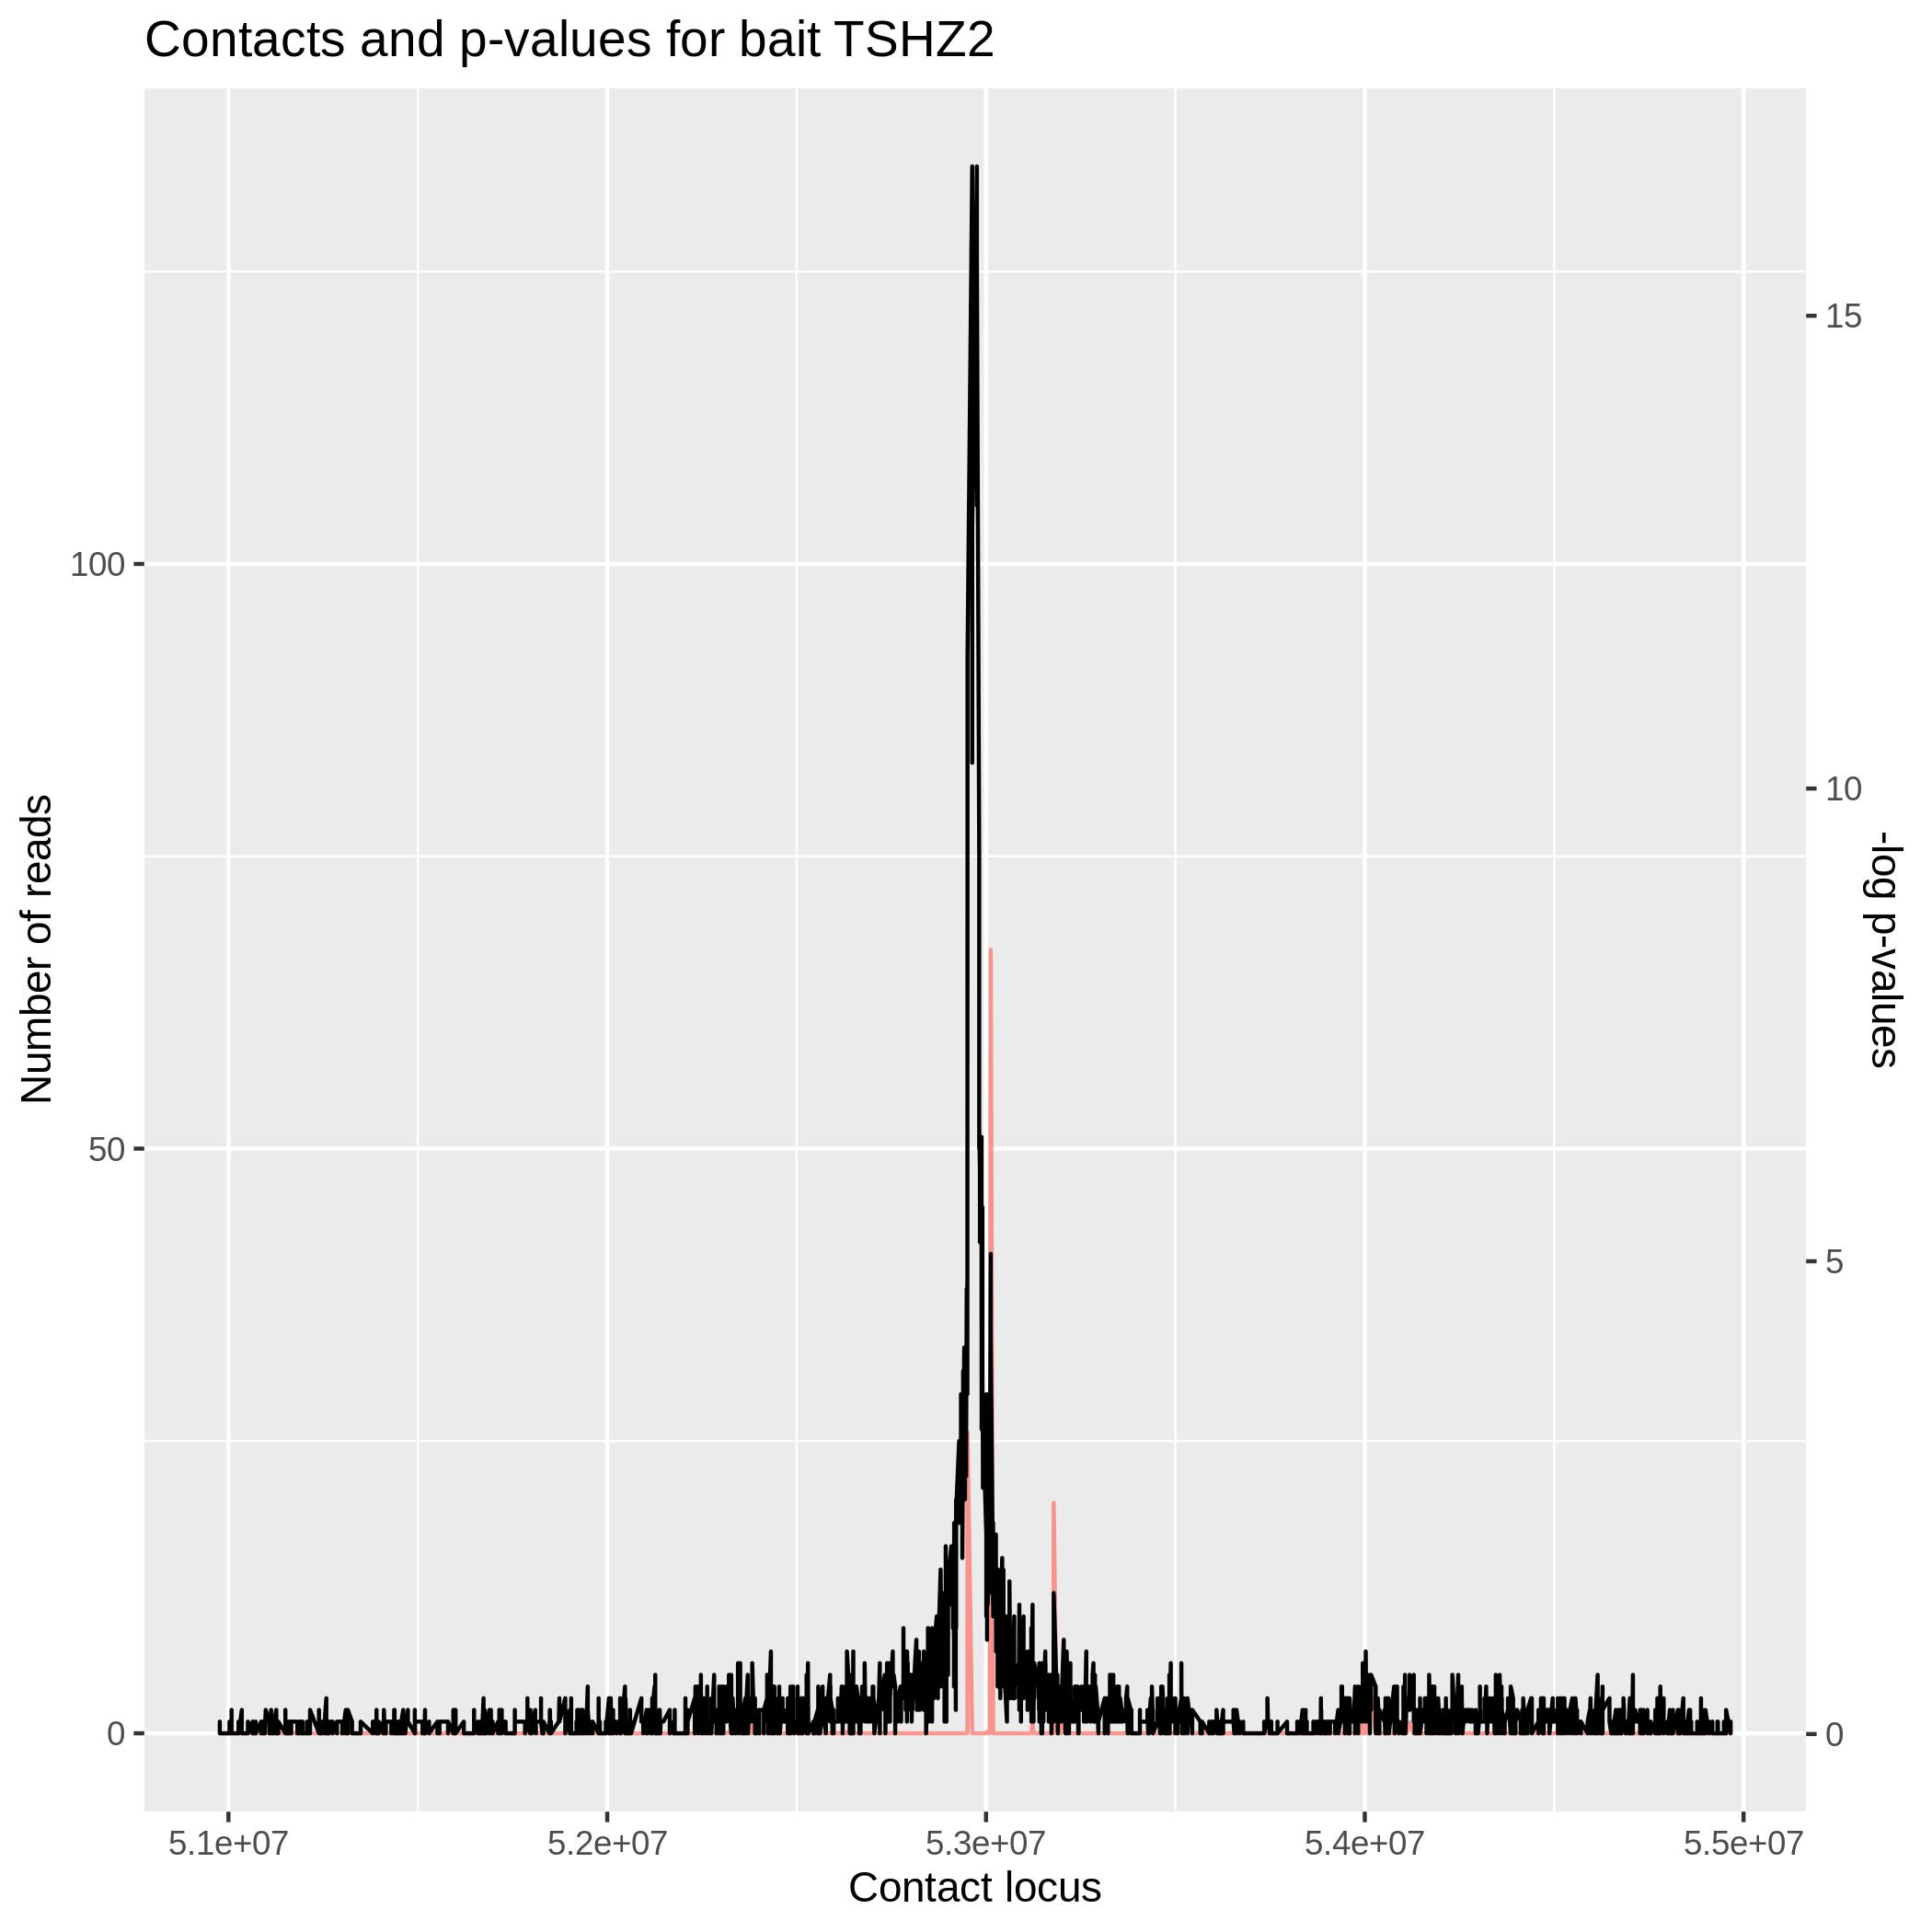 Contacts and p-values for bait TSHZ2
Number of reads
100
50
0
15
10
5
0
-log p-values
5.1e+07 5.2e+07 5.3e+07 5.4e+07 5.5e+07
Contact locus